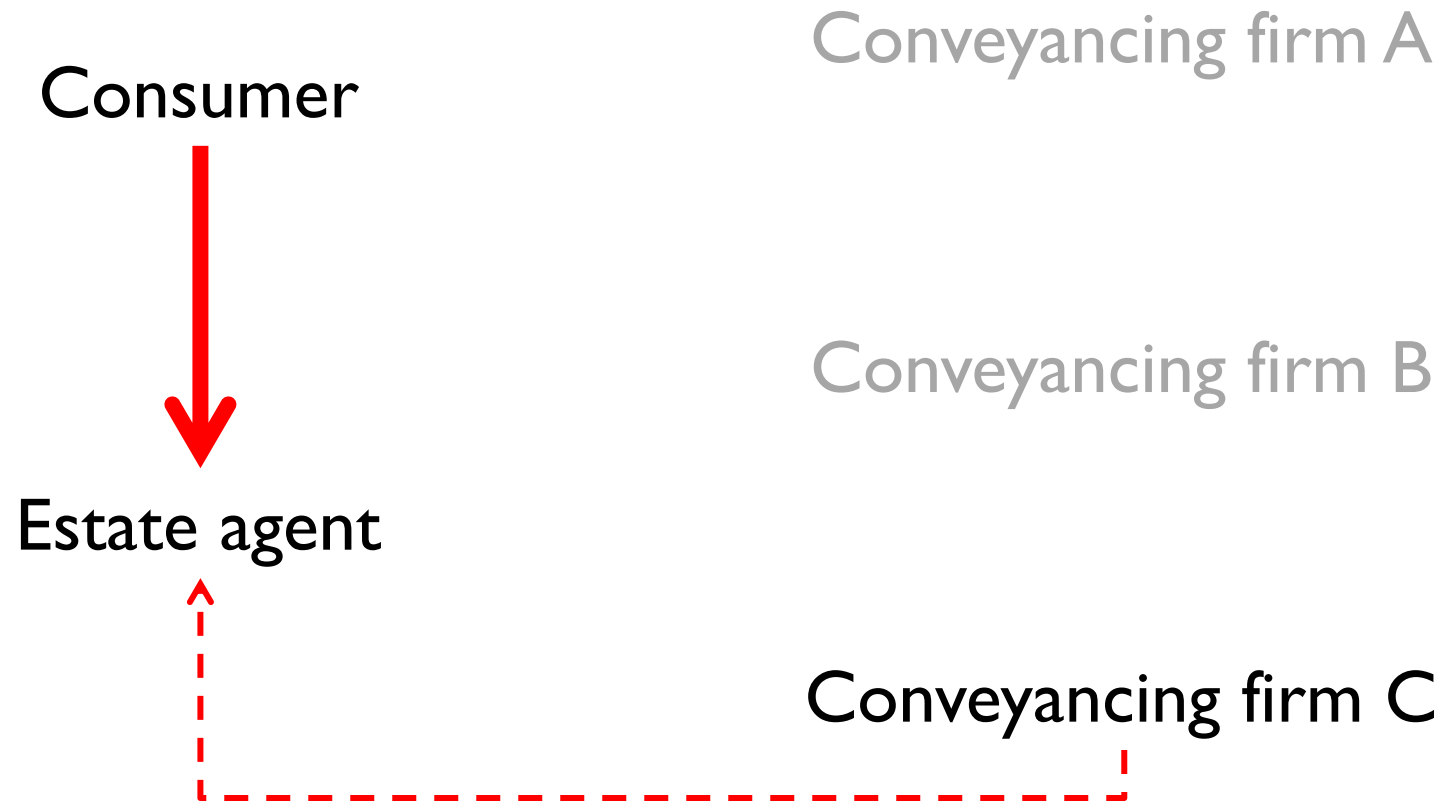 Conveyancing firm A
Consumer
Conveyancing firm B
Estate agent
Conveyancing firm C